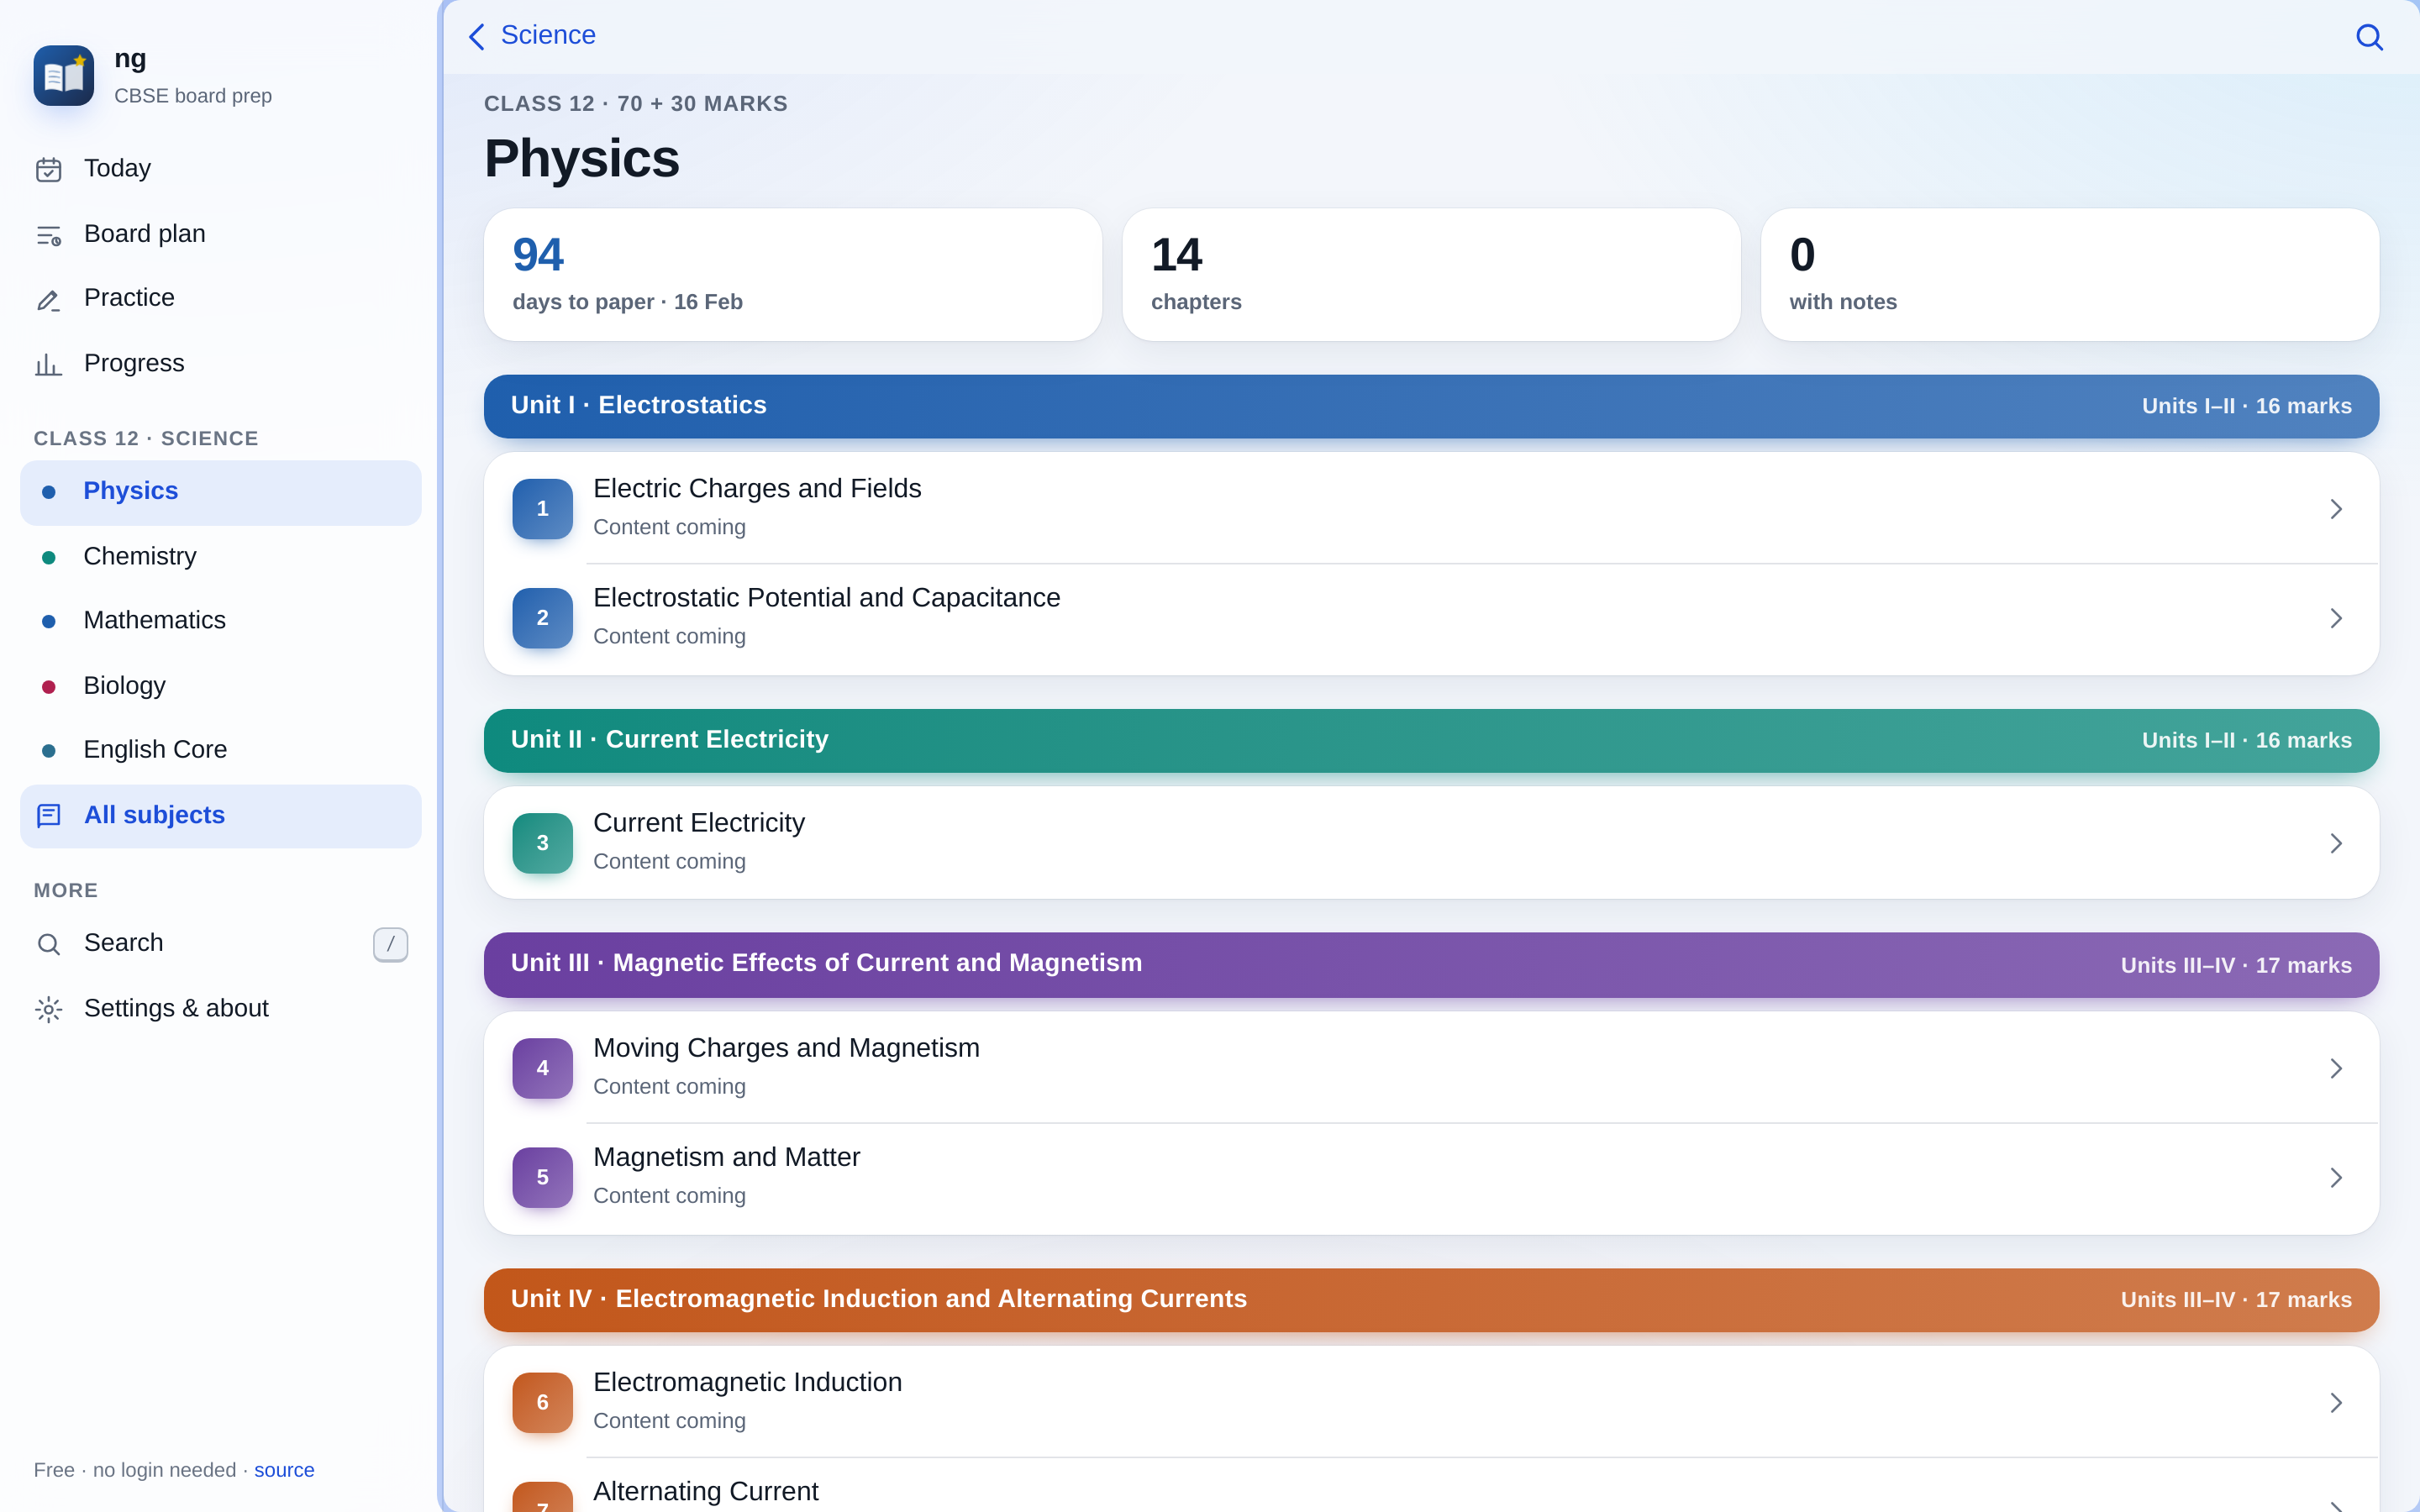 ng
CBSE board prep
Today
Board plan
Practice
Progress
CLASS 12 · SCIENCE
Physics
Chemistry
Mathematics
Biology
English Core
All subjects
MORE
Search /
Settings & about
Free · no login needed · source
Science
CLASS 12 · 70 + 30 MARKS
Physics
94
days to paper · 16 Feb
14
chapters
0
with notes
Unit I · Electrostatics Units I–II · 16 marks
1 Electric Charges and Fields
Content coming
2 Electrostatic Potential and Capacitance
Content coming
Unit II · Current Electricity Units I–II · 16 marks
3 Current Electricity
Content coming
Unit III · Magnetic Effects of Current and Magnetism Units III–IV · 17 marks
4 Moving Charges and Magnetism
Content coming
5 Magnetism and Matter
Content coming
Unit IV · Electromagnetic Induction and Alternating Currents Units III–IV · 17 marks
6 Electromagnetic Induction
Content coming
7 Alternating Current